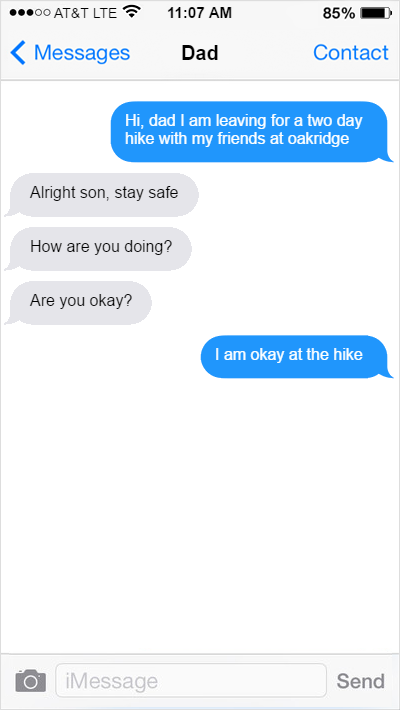 AT&T LTE 11:07 AM 85%
Messages Dad Contact
Hi, dad I am leaving for a two day
hike with my friends at oakridge
Alright son, stay safe
How are you doing?
Are you okay?
I am okay at the hike
iMessage Send